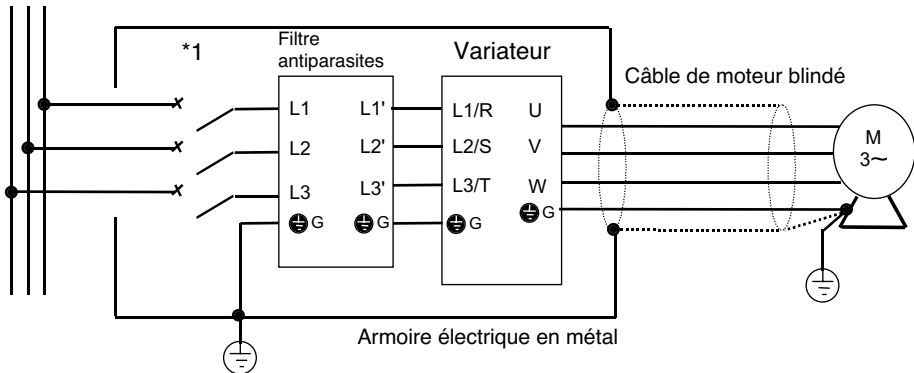 *1
Filtre
antiparasites
Variateur
Câble de moteur blindé
L1 L1' L1/R U
L2 L2' L2/S V
L3 L3' L3/T W
G G G G
M
3~
Armoire électrique en métal